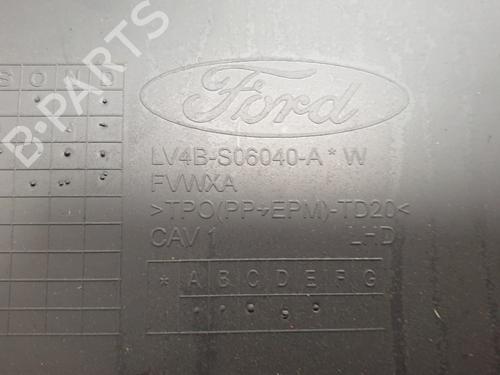 S O N
B-PARTS
Ford
LV4B-S06040-A * W
FVWXA
>TPO(PP+EPM)-TD20<
CAV 1 LHD
* A B C D E F G